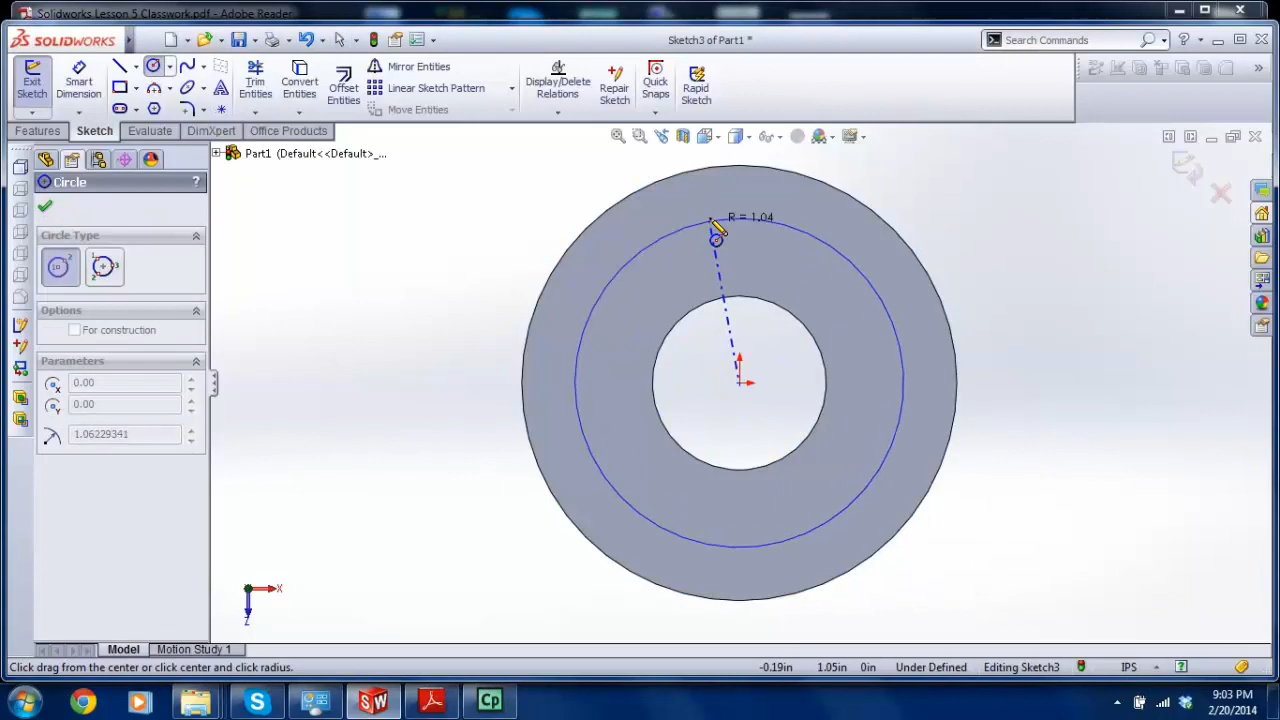 Solidworks Lesson 5 Classwork.pdf - Adobe Reader
SOLIDWORKS
Sketch3 of Part1 *
Search Commands
Exit Sketch
Smart Dimension
Trim Entities
Convert Entities
Offset Entities
Mirror Entities
Linear Sketch Pattern
Move Entities
Display/Delete Relations
Repair Sketch
Quick Snaps
Rapid Sketch
Features
Sketch
Evaluate
DimXpert
Office Products
Part1 (Default<<Default>_...
Circle
?
Circle Type
Options
For construction
Parameters
0.00
0.00
1.06229341
R = 1.04
X
Z
Model
Motion Study 1
Click drag from the center or click center and click radius.
-0.19in
1.05in
0in
Under Defined
Editing Sketch3
IPS
9:03 PM
2/20/2014